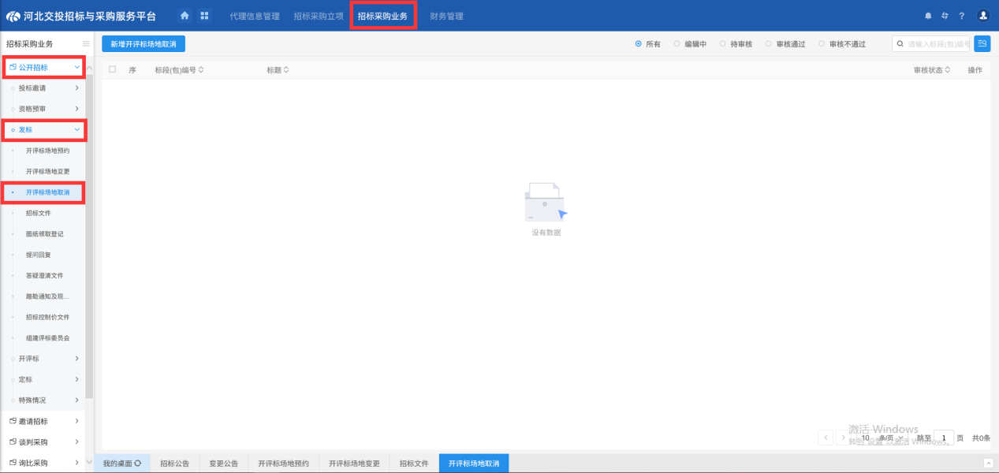 河北交投招标与采购服务平台
代理信息管理 招标采购立项 招标采购业务 财务管理
招标采购业务
新增开评标场地取消
所有 编辑中 待审核 审核通过 审核不通过
请输入标段(包)编号
公开招标
序 标段(包)编号 标题 审核状态 操作
投标邀请
资格预审
发标
开评标场地预约
开评标场地变更
开评标场地取消
招标文件
图纸领取登记
提问回复
答疑澄清文件
踏勘通知及现...
招标控制价文件
组建评标委员会
开评标
定标
特殊情况
邀请招标
谈判采购
询比采购
没有数据
激活 Windows
转到"设置"以激活 Windows。
10 条/页 跳至 1 页 共0条
我的桌面 招标公告 变更公告 开评标场地预约 开评标场地变更 招标文件 开评标场地取消